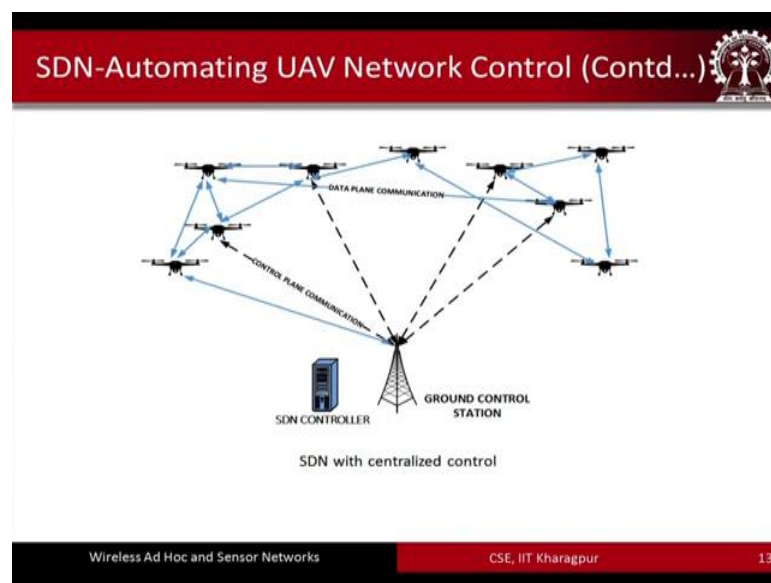 SDN-Automating UAV Network Control (Contd...)
DATA PLANE COMMUNICATION
CONTROL PLANE COMMUNICATION
GROUND CONTROL
STATION
SDN CONTROLLER
SDN with centralized control
Wireless Ad Hoc and Sensor Networks
CSE, IIT Kharagpur
13